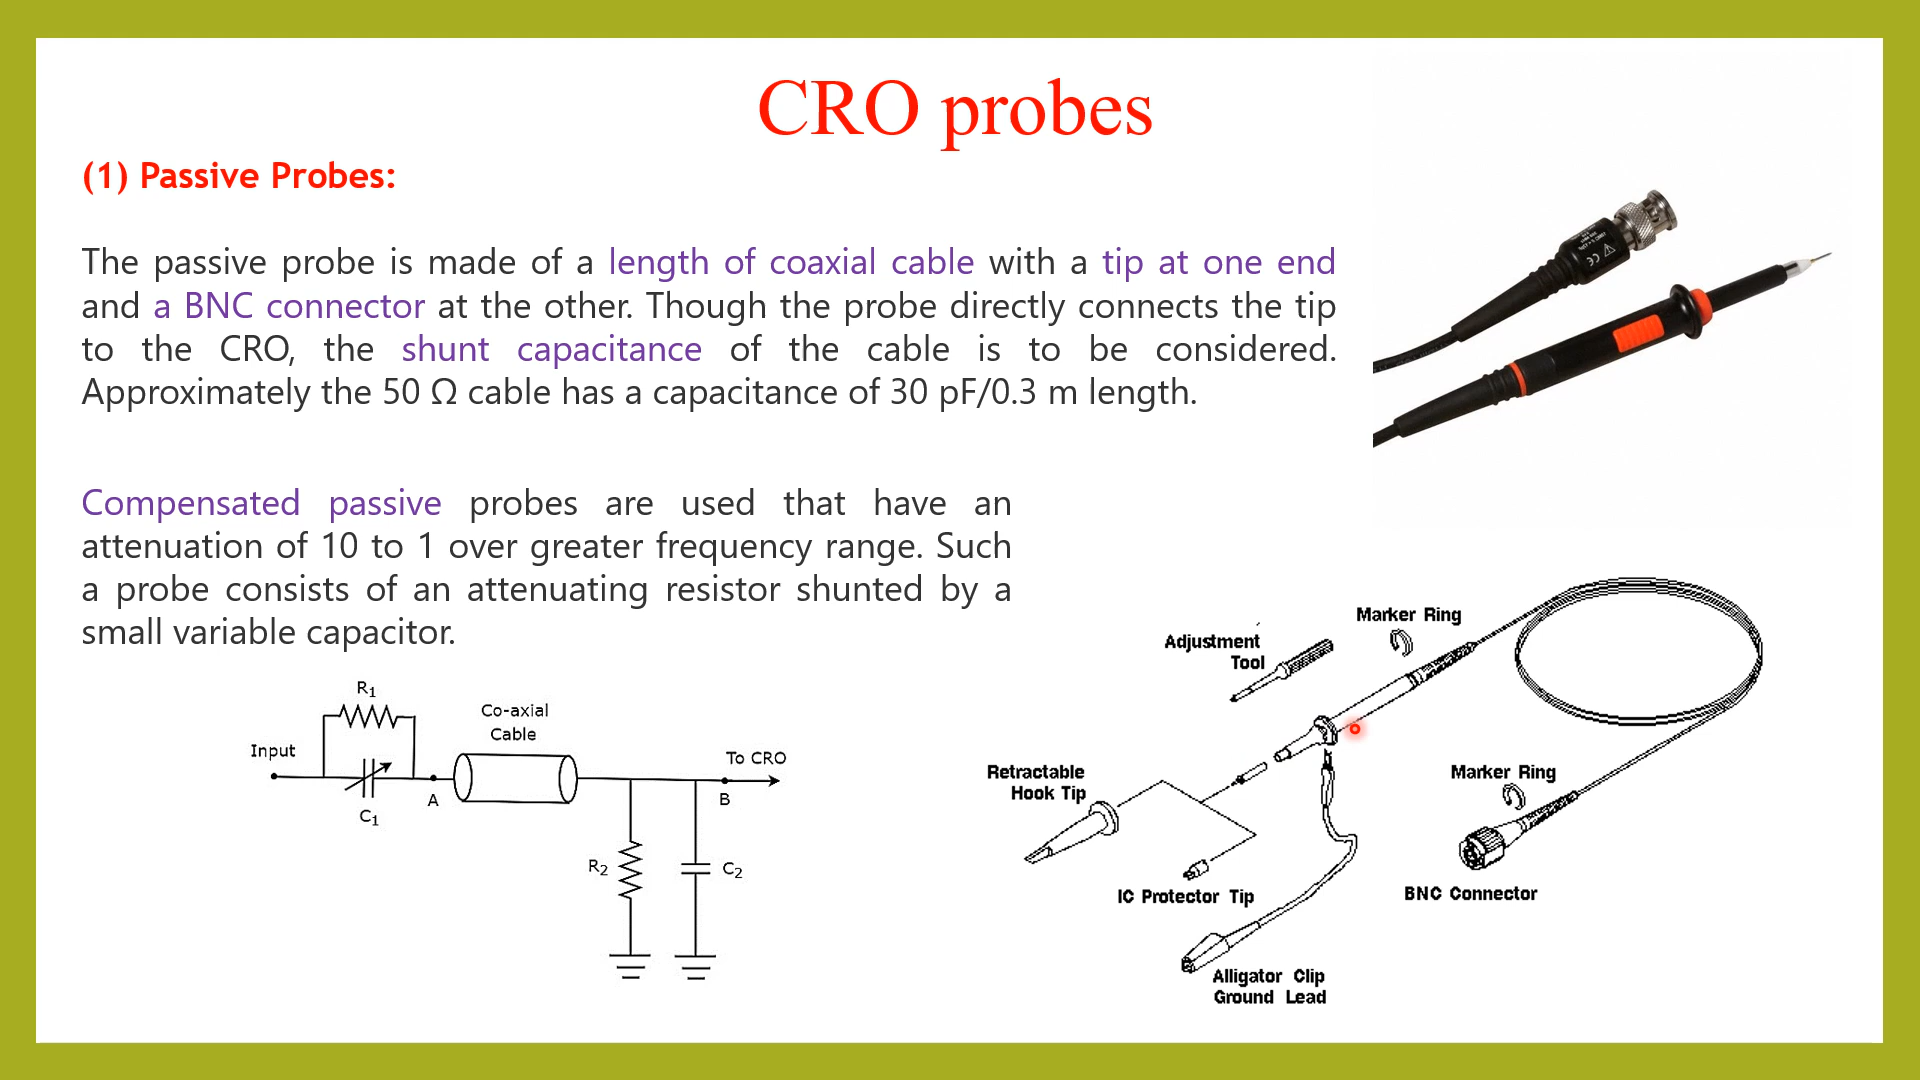 CRO probes
(1) Passive Probes:
The passive probe is made of a length of coaxial cable with a tip at one end
and a BNC connector at the other. Though the probe directly connects the tip
to the CRO, the shunt capacitance of the cable is to be considered.
Approximately the 50 Ω cable has a capacitance of 30 pF/0.3 m length.
Compensated passive probes are used that have an
attenuation of 10 to 1 over greater frequency range. Such
a probe consists of an attenuating resistor shunted by a
small variable capacitor.
R1
Co-axial
Cable
Input
To CRO
A
B
C1
R2
C2
Marker Ring
Adjustment
Tool
Retractable
Hook Tip
Marker Ring
IC Protector Tip
BNC Connector
Alligator Clip
Ground Lead